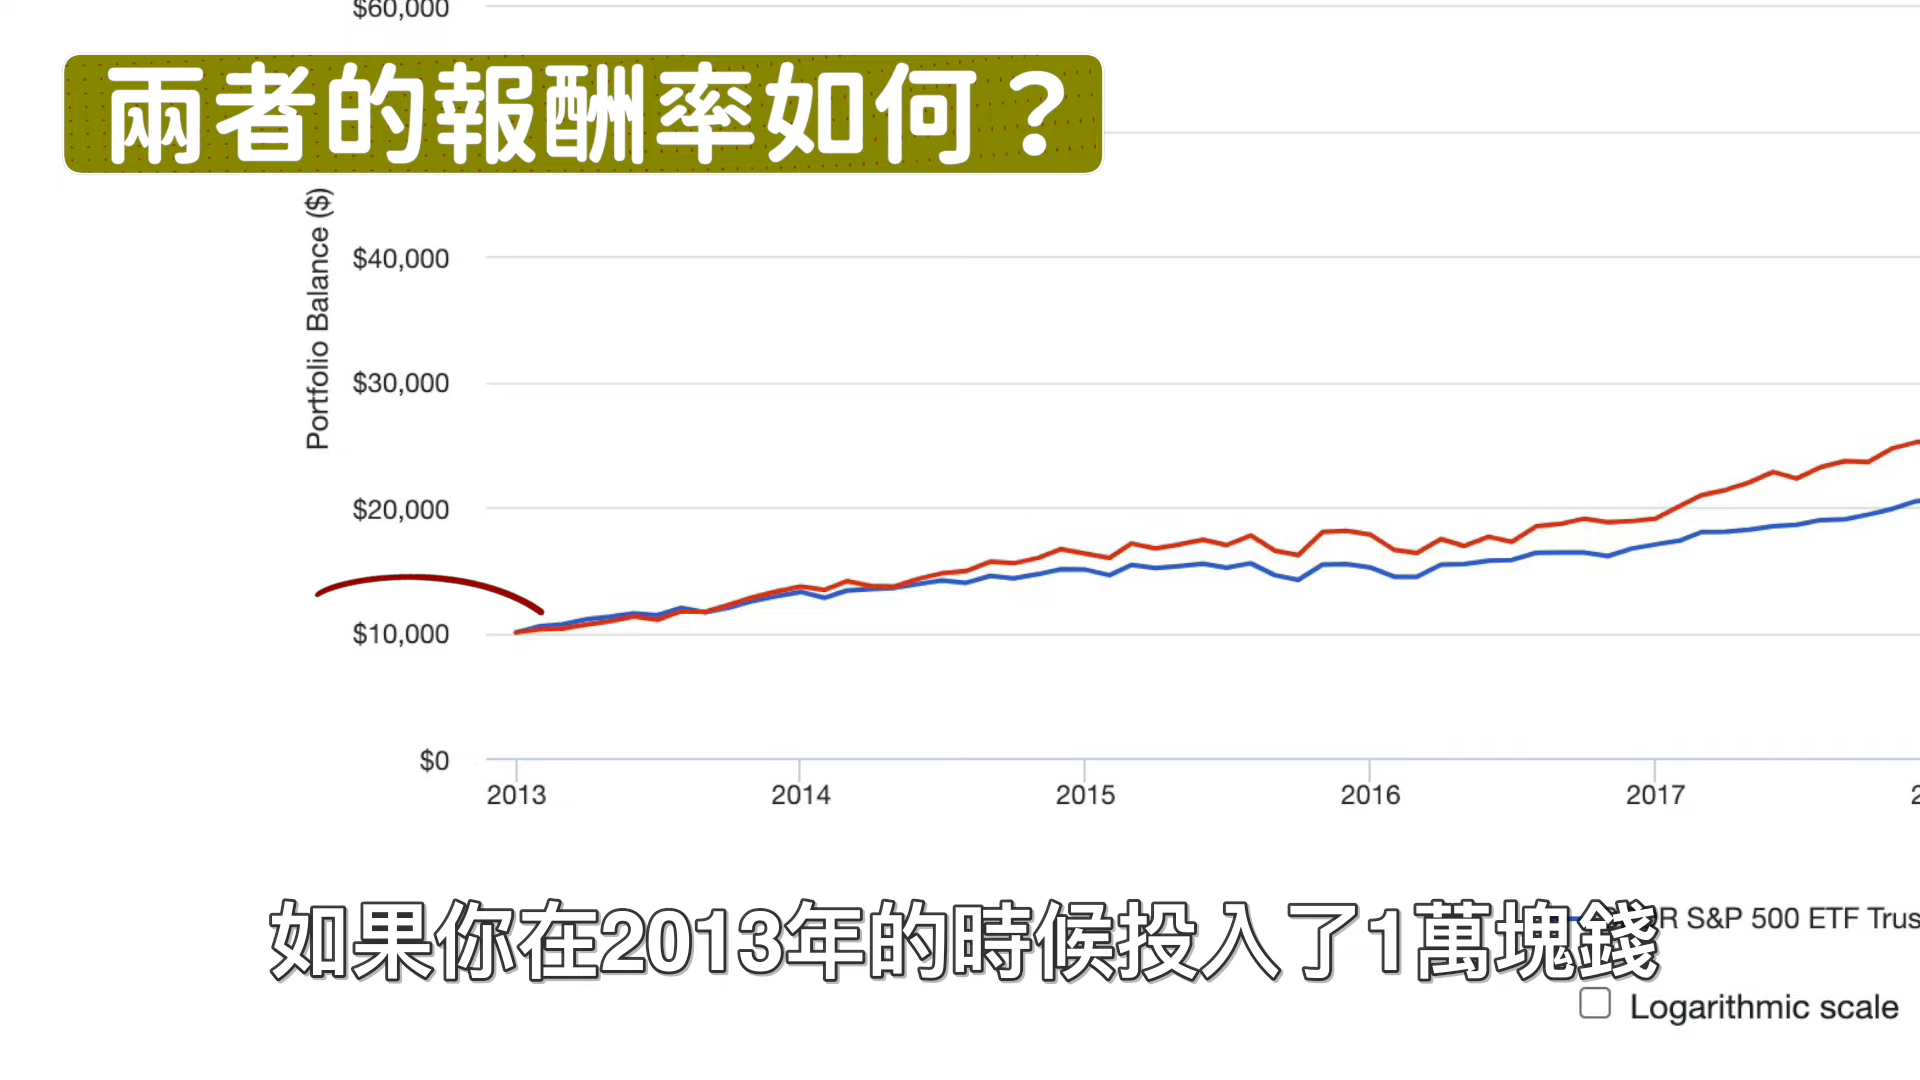 $60,000
兩者的報酬率如何？
Portfolio Balance ($)
$40,000
$30,000
$20,000
$10,000
$0
2013 2014 2015 2016 2017
如果你在2013年的時候投入了1萬塊錢
R S&P 500 ETF Trus
Logarithmic scale